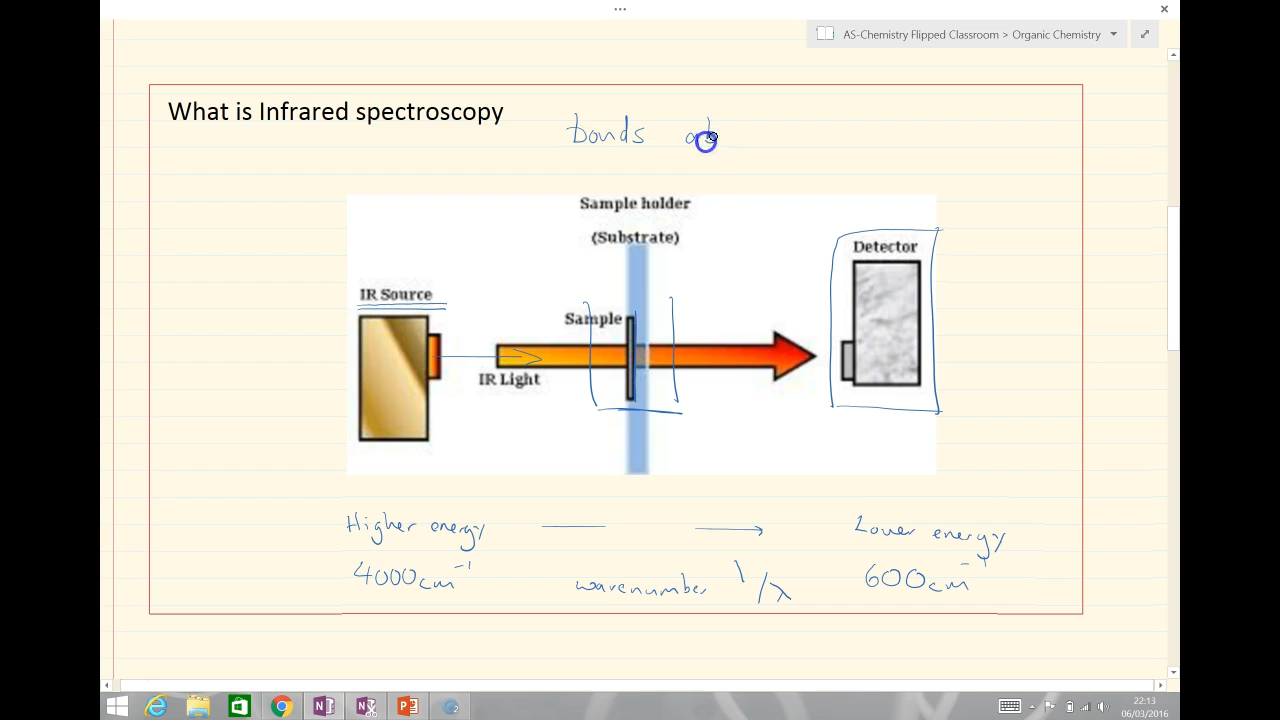 AS-Chemistry Flipped Classroom > Organic Chemistry
What is Infrared spectroscopy
bonds ab
Sample holder
(Substrate)
Detector
IR Source
Sample
IR Light
Higher energy Lower energy
4000cm⁻¹ wavenumber 1/λ 600cm⁻¹
22:13
06/03/2016